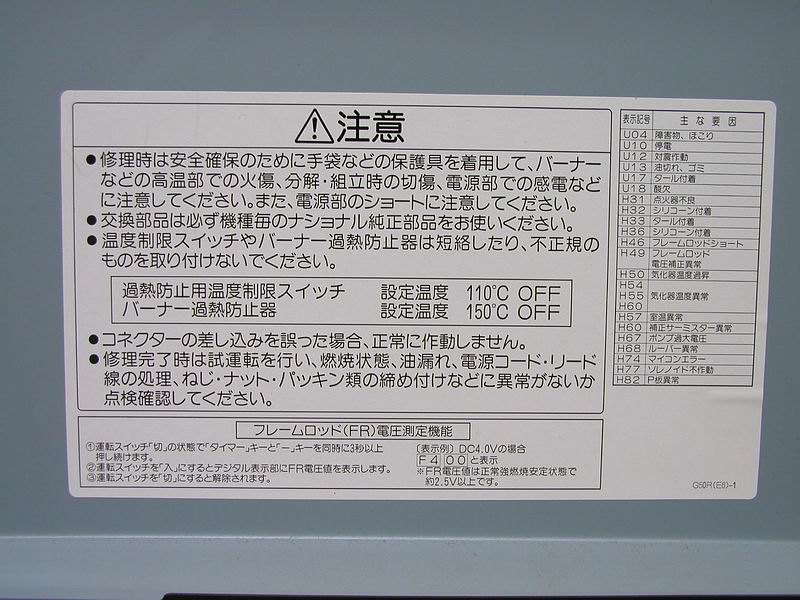 注意
●修理時は安全確保のために手袋などの保護具を着用して、バーナー
などの高温部での火傷、分解・組立時の切傷、電源部での感電などに
注意してください。また、電源部のショートに注意してください。
●交換部品は必ず機種毎のナショナル純正部品をお使いください。
●温度制限スイッチやバーナー過熱防止器は短絡したり、不正規の
ものを取り付けないでください。
過熱防止用温度制限スイッチ 設定温度 110℃ OFF
バーナー過熱防止器 設定温度 150℃ OFF
●コネクターの差し込みを誤った場合、正常に作動しません。
●修理完了時は試運転を行い、燃焼状態、油漏れ、電源コード・リード
線の処理、ねじ・ナット・パッキン類の締め付けなどに異常がないか
点検確認してください。
フレームロッド(FR)電圧測定機能
①運転スイッチ「切」の状態で「タイマー」キーと「ー」キーを同時に3秒以上
押し続けます。
②運転スイッチを「入」にするとデジタル表示部にFR電圧値を表示します。
③運転スイッチを「切」にすると解除されます。
(表示例) DC4.0Vの場合
F400と表示
※FR電圧値は正常強燃焼安定状態で
約2.5V以上です。
表示記号 主な要因
U04 障害物、ほこり
U10 停電
U12 対震作動
U13 油切れ、ゴミ
U17 タール付着
U18 酸欠
H31 点火器不良
H32 シリコーン付着
H33 タール付着
H36 シリコーン付着
H46 フレームロッドショート
H49 フレームロッド
電圧補正異常
H50 気化器温度過昇
H54
H55 気化器温度異常
H60
H57 室温異常
H60 補正サーミスター異常
H67 ポンプ過大電圧
H68 ルーバー異常
H74 マイコンエラー
H77 ソレノイド不作動
H82 P板異常
G50R(E6)-1